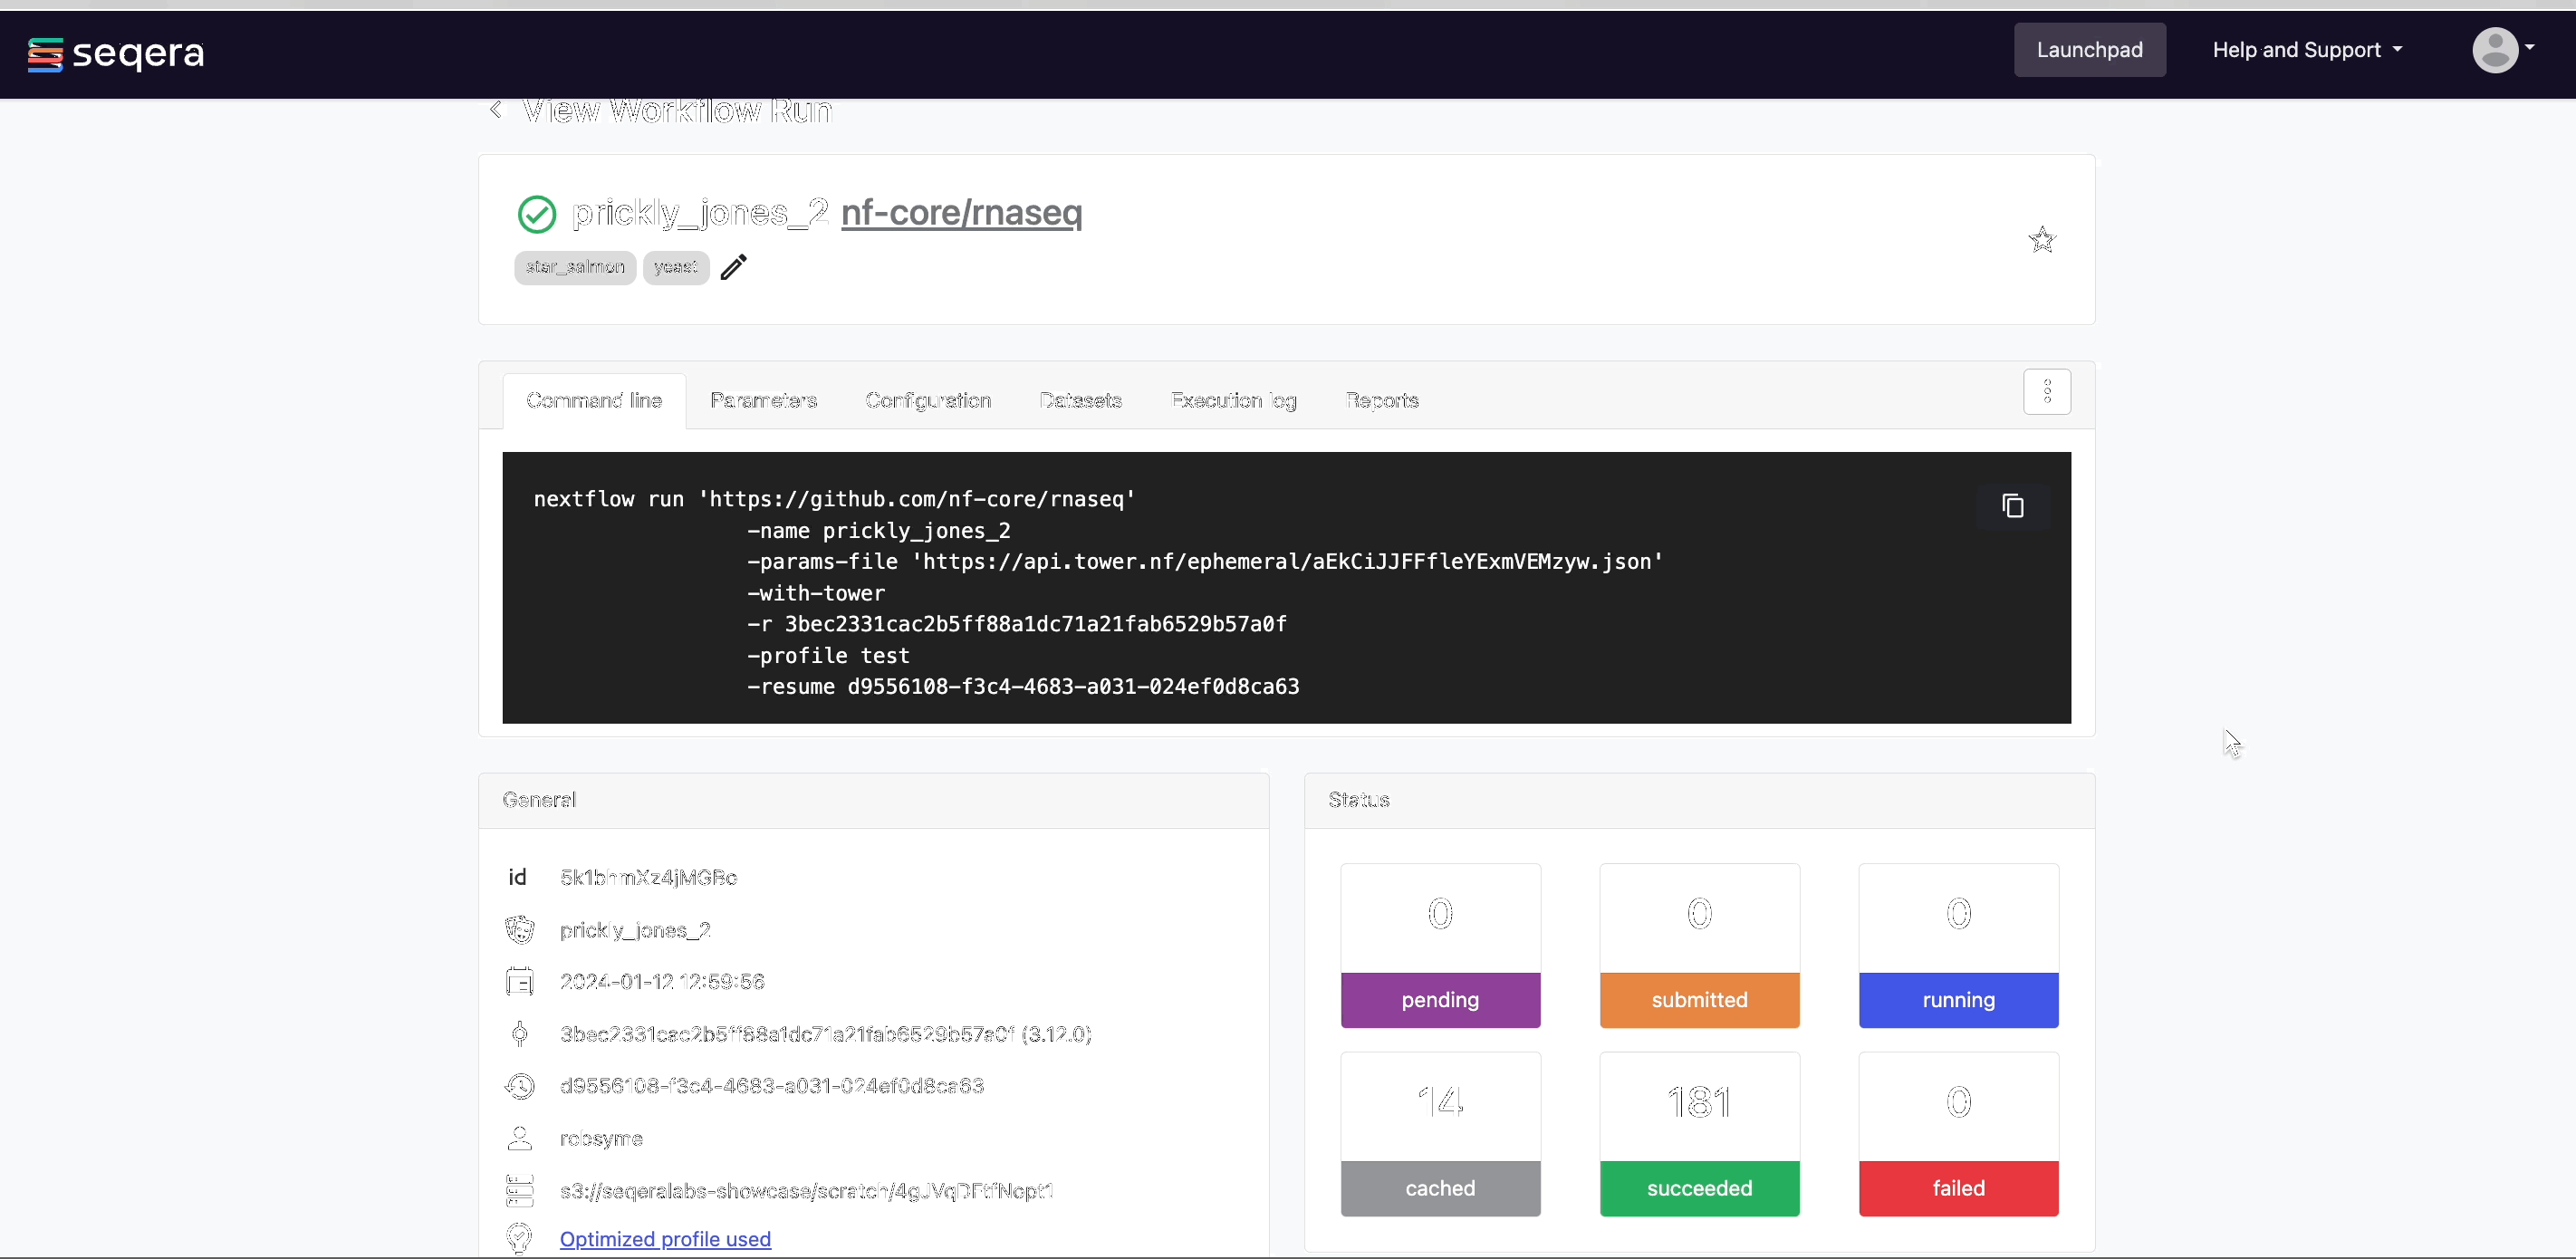 seqera
Launchpad
Help and Support
View Workflow Run
prickly_jones_2 nf-core/rnaseq
star_salmon yeast
Command line Parameters Configuration Datasets Execution log Reports
nextflow run 'https://github.com/nf-core/rnaseq'
-name prickly_jones_2
-params-file 'https://api.tower.nf/ephemeral/aEkCiJJFFfleYExmVEMzyw.json'
-with-tower
-r 3bec2331cac2b5ff88a1dc71a21fab6529b57a0f
-profile test
-resume d9556108-f3c4-4683-a031-024ef0d8ca63
General
id 5k1bhmXz4jMGBc
prickly_jones_2
2024-01-12 12:59:56
3bec2331cac2b5ff88a1dc71a21fab6529b57a0f (3.12.0)
d9556108-f3c4-4683-a031-024ef0d8ca63
robsyme
s3://seqeralabs-showcase/scratch/4gJVqDFtfNcpt1
Optimized profile used
Status
0 0 0
pending submitted running
14 181 0
cached succeeded failed